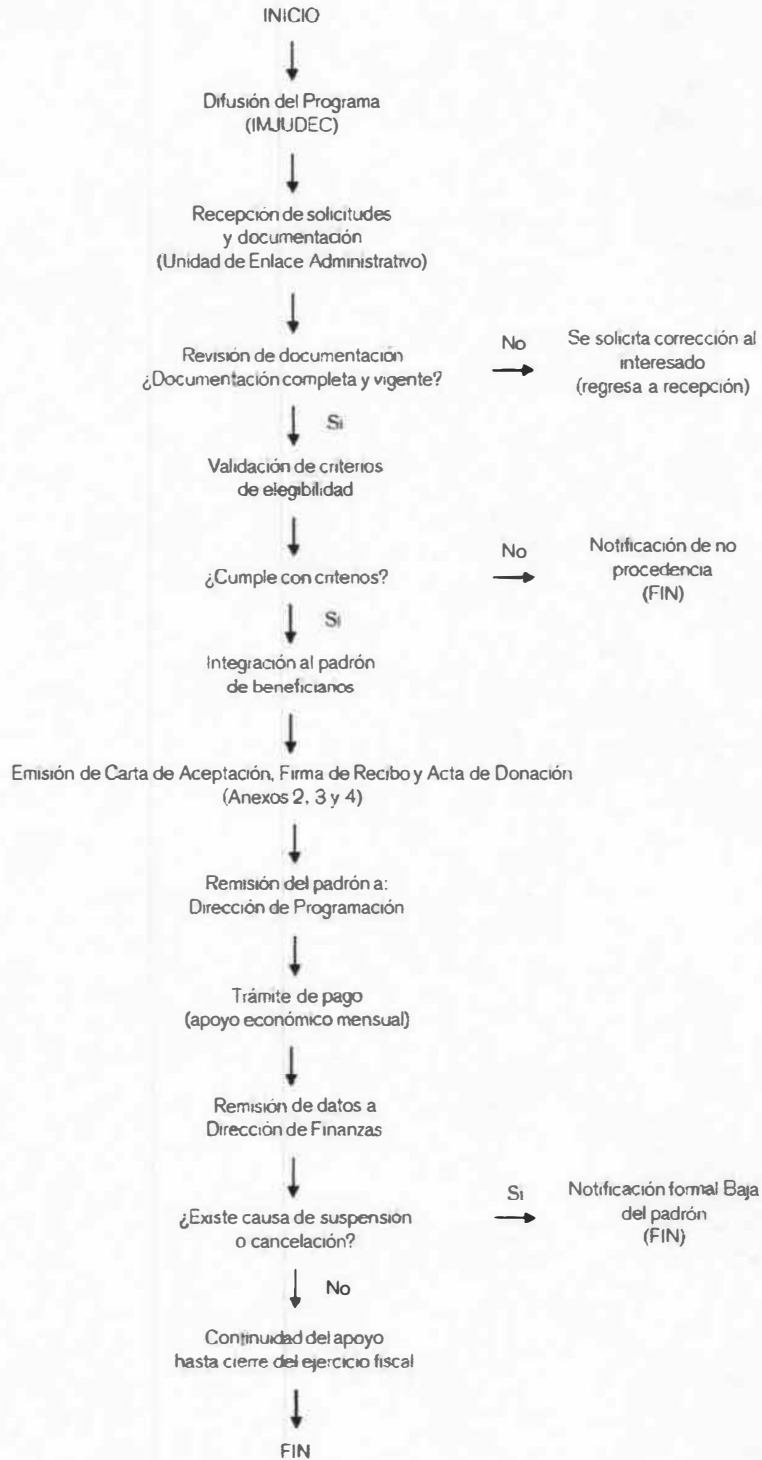 INICIO
Difusión del Programa
(IMJUDEC)
Recepción de solicitudes
y documentación
(Unidad de Enlace Administrativo)
Revisión de documentación
¿Documentación completa y vigente?
No
Se solicita corrección al
interesado
(regresa a recepción)
Si
Validación de criterios
de elegibilidad
¿Cumple con criterios?
No
Notificación de no
procedencia
(FIN)
Si
Integración al padrón
de beneficiarios
Emisión de Carta de Aceptación, Firma de Recibo y Acta de Donación
(Anexos 2, 3 y 4)
Remisión del padrón a:
Dirección de Programación
Trámite de pago
(apoyo económico mensual)
Remisión de datos a
Dirección de Finanzas
¿Existe causa de suspensión
o cancelación?
Si
Notificación formal Baja
del padrón
(FIN)
No
Continuidad del apoyo
hasta cierre del ejercicio fiscal
FIN